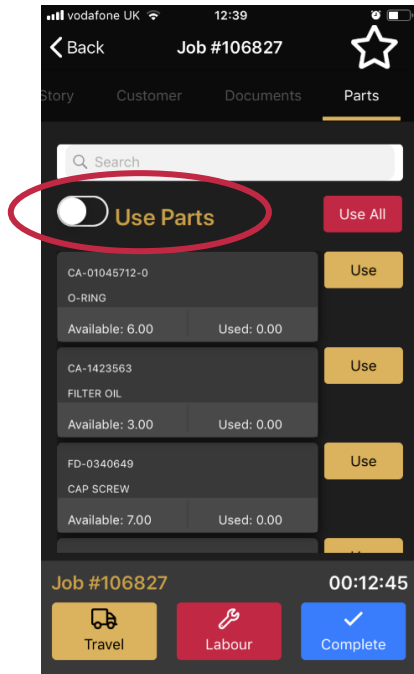 vodafone UK 12:39
Back Job #106827
Story Customer Documents Parts
Search
Use Parts Use All
CA-01045712-0 Use
O-RING
Available: 6.00 Used: 0.00
CA-1423563 Use
FILTER OIL
Available: 3.00 Used: 0.00
FD-0340649 Use
CAP SCREW
Available: 7.00 Used: 0.00
Job #106827 00:12:45
Travel Labour Complete